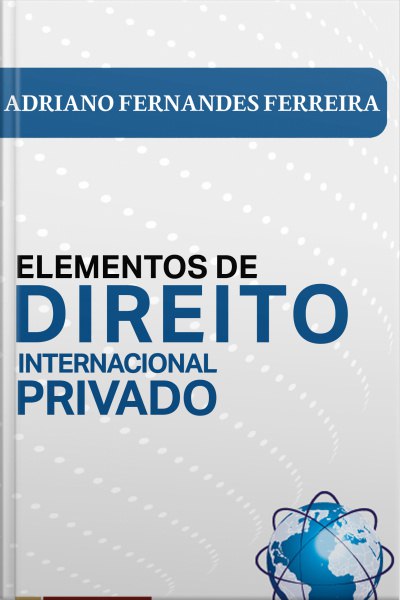 ADRIANO FERNANDES FERREIRA
ELEMENTOS DE
DIREITO
INTERNACIONAL
PRIVADO